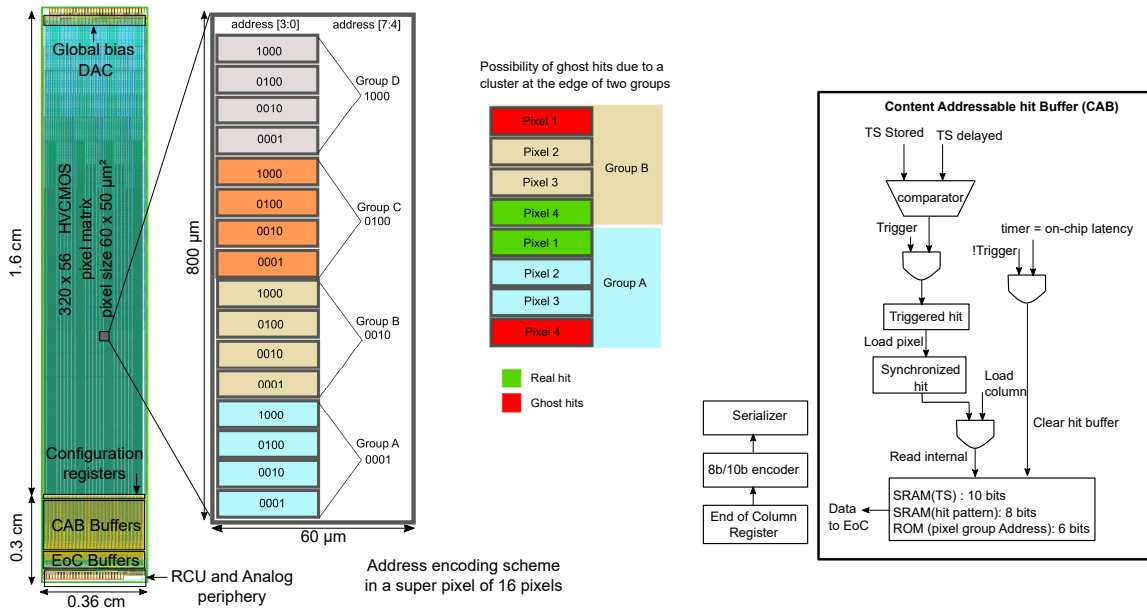 Global bias
DAC
320 x 56 HVCMOS
pixel matrix
pixel size 60 x 50 µm²
1.6 cm
Configuration
registers
CAB Buffers
EoC Buffers
0.3 cm
0.36 cm
RCU and Analog
periphery
address [3:0]
address [7:4]
1000
0100
0010
0001
Group D
1000
1000
0100
0010
0001
Group C
0100
1000
0100
0010
0001
Group B
0010
1000
0100
0010
0001
Group A
0001
800 µm
60 µm
Address encoding scheme
in a super pixel of 16 pixels
Possibility of ghost hits due to a
cluster at the edge of two groups
Pixel 1
Pixel 2
Pixel 3
Pixel 4
Group B
Pixel 1
Pixel 2
Pixel 3
Pixel 4
Group A
Real hit
Ghost hits
Serializer
8b/10b encoder
End of Column
Register
Content Addressable hit Buffer (CAB)
TS Stored
TS delayed
comparator
Trigger
timer = on-chip latency
!Trigger
Triggered hit
Load pixel
Synchronized
hit
Load
column
Clear hit buffer
Read internal
SRAM(TS) : 10 bits
SRAM(hit pattern): 8 bits
ROM (pixel group Address): 6 bits
Data
to EoC